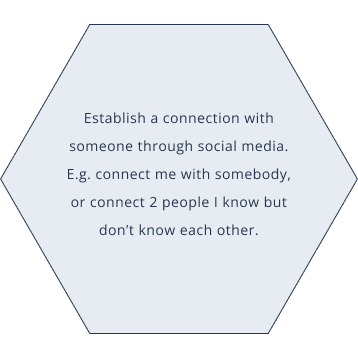 Establish a connection with
someone through social media.
E.g. connect me with somebody,
or connect 2 people I know but
don’t know each other.